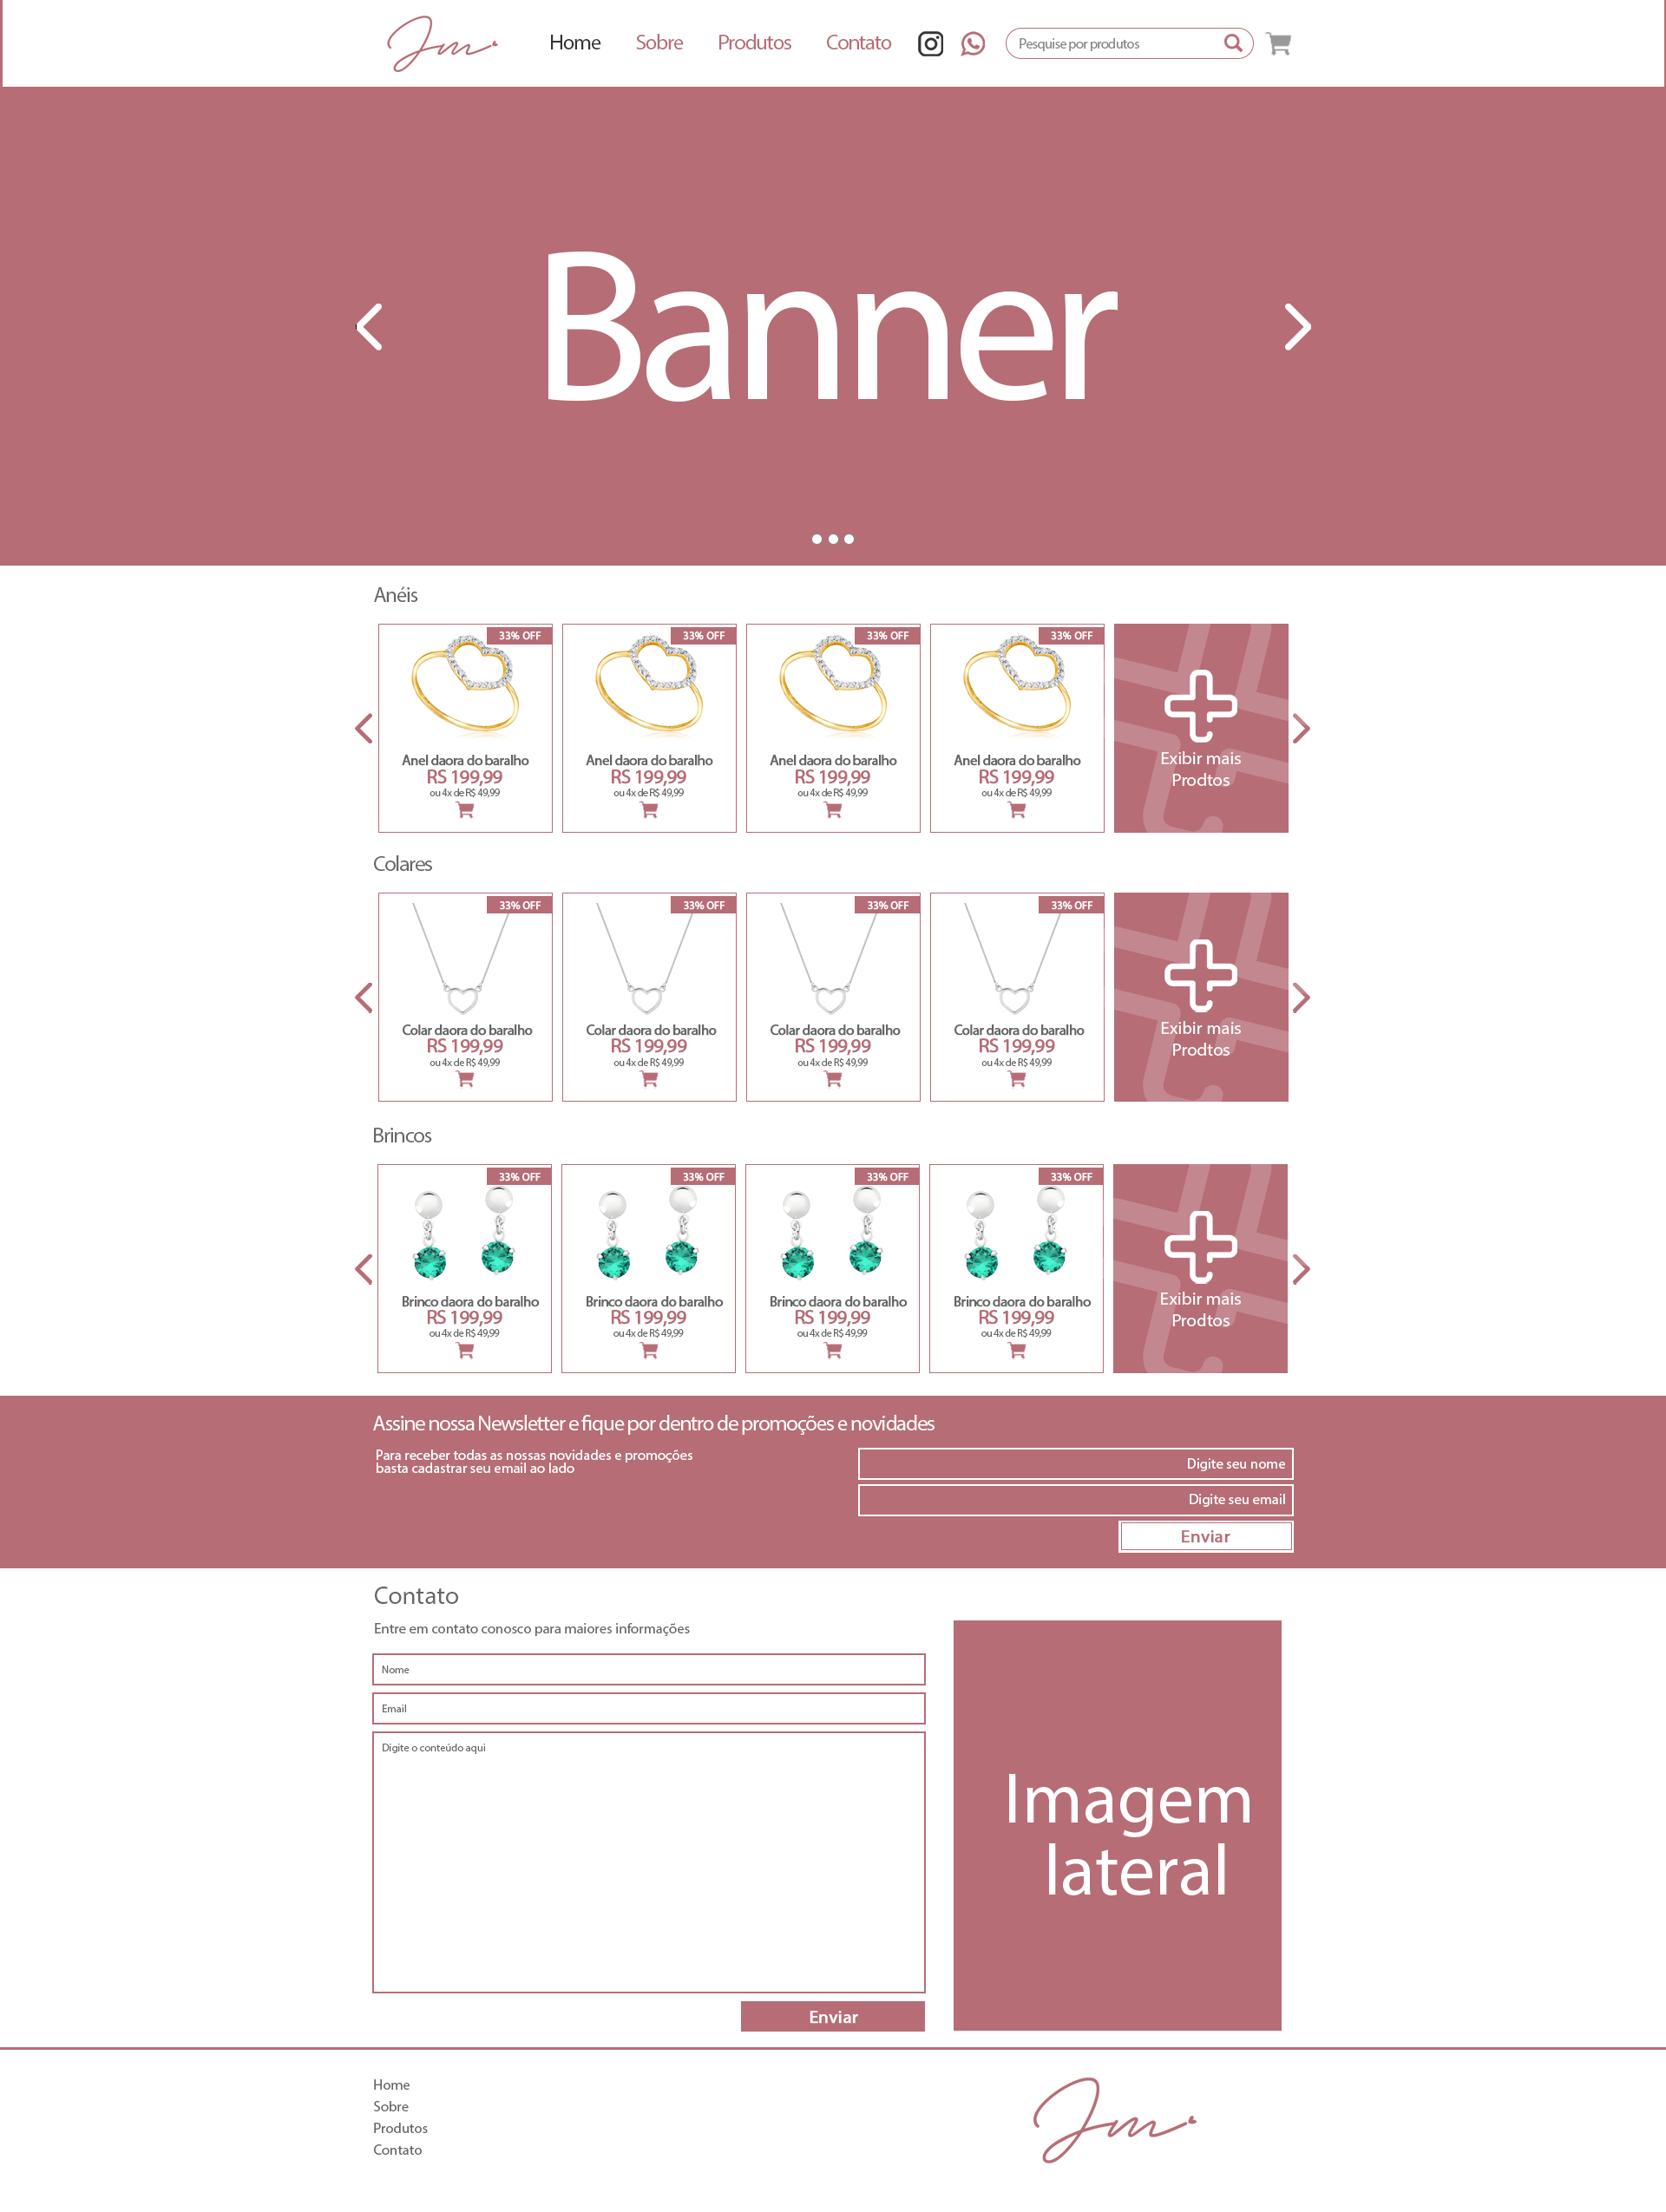 Jm
Home Sobre Produtos Contato Pesquise por produtos
Banner
Anéis
33% OFF 33% OFF 33% OFF 33% OFF
Anel daora do baralho Anel daora do baralho Anel daora do baralho Anel daora do baralho
RS 199,99 RS 199,99 RS 199,99 RS 199,99
ou 4x de R$ 49,99 ou 4x de R$ 49,99 ou 4x de R$ 49,99 ou 4x de R$ 49,99
Exibir mais
Prodtos
Colares
33% OFF 33% OFF 33% OFF 33% OFF
Colar daora do baralho Colar daora do baralho Colar daora do baralho Colar daora do baralho
RS 199,99 RS 199,99 RS 199,99 RS 199,99
ou 4x de R$ 49,99 ou 4x de R$ 49,99 ou 4x de R$ 49,99 ou 4x de R$ 49,99
Exibir mais
Prodtos
Brincos
33% OFF 33% OFF 33% OFF 33% OFF
Brinco daora do baralho Brinco daora do baralho Brinco daora do baralho Brinco daora do baralho
RS 199,99 RS 199,99 RS 199,99 RS 199,99
ou 4x de R$ 49,99 ou 4x de R$ 49,99 ou 4x de R$ 49,99 ou 4x de R$ 49,99
Exibir mais
Prodtos
Assine nossa Newsletter e fique por dentro de promoções e novidades
Para receber todas as nossas novidades e promoções
basta cadastrar seu email ao lado
Digite seu nome
Digite seu email
Enviar
Contato
Entre em contato conosco para maiores informações
Nome
Email
Digite o conteúdo aqui
Enviar
Imagem
lateral
Home
Sobre
Produtos
Contato
Jm